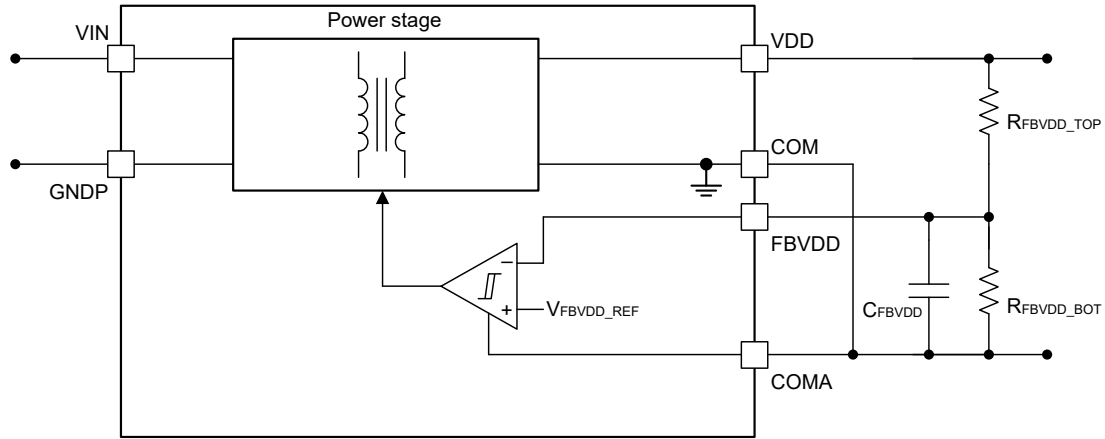 Power stage
VIN
VDD
RFBVDD_TOP
COM
GNDP
FBVDD
−
+
VFBVDD_REF
CFBVDD
RFBVDD_BOT
COMA